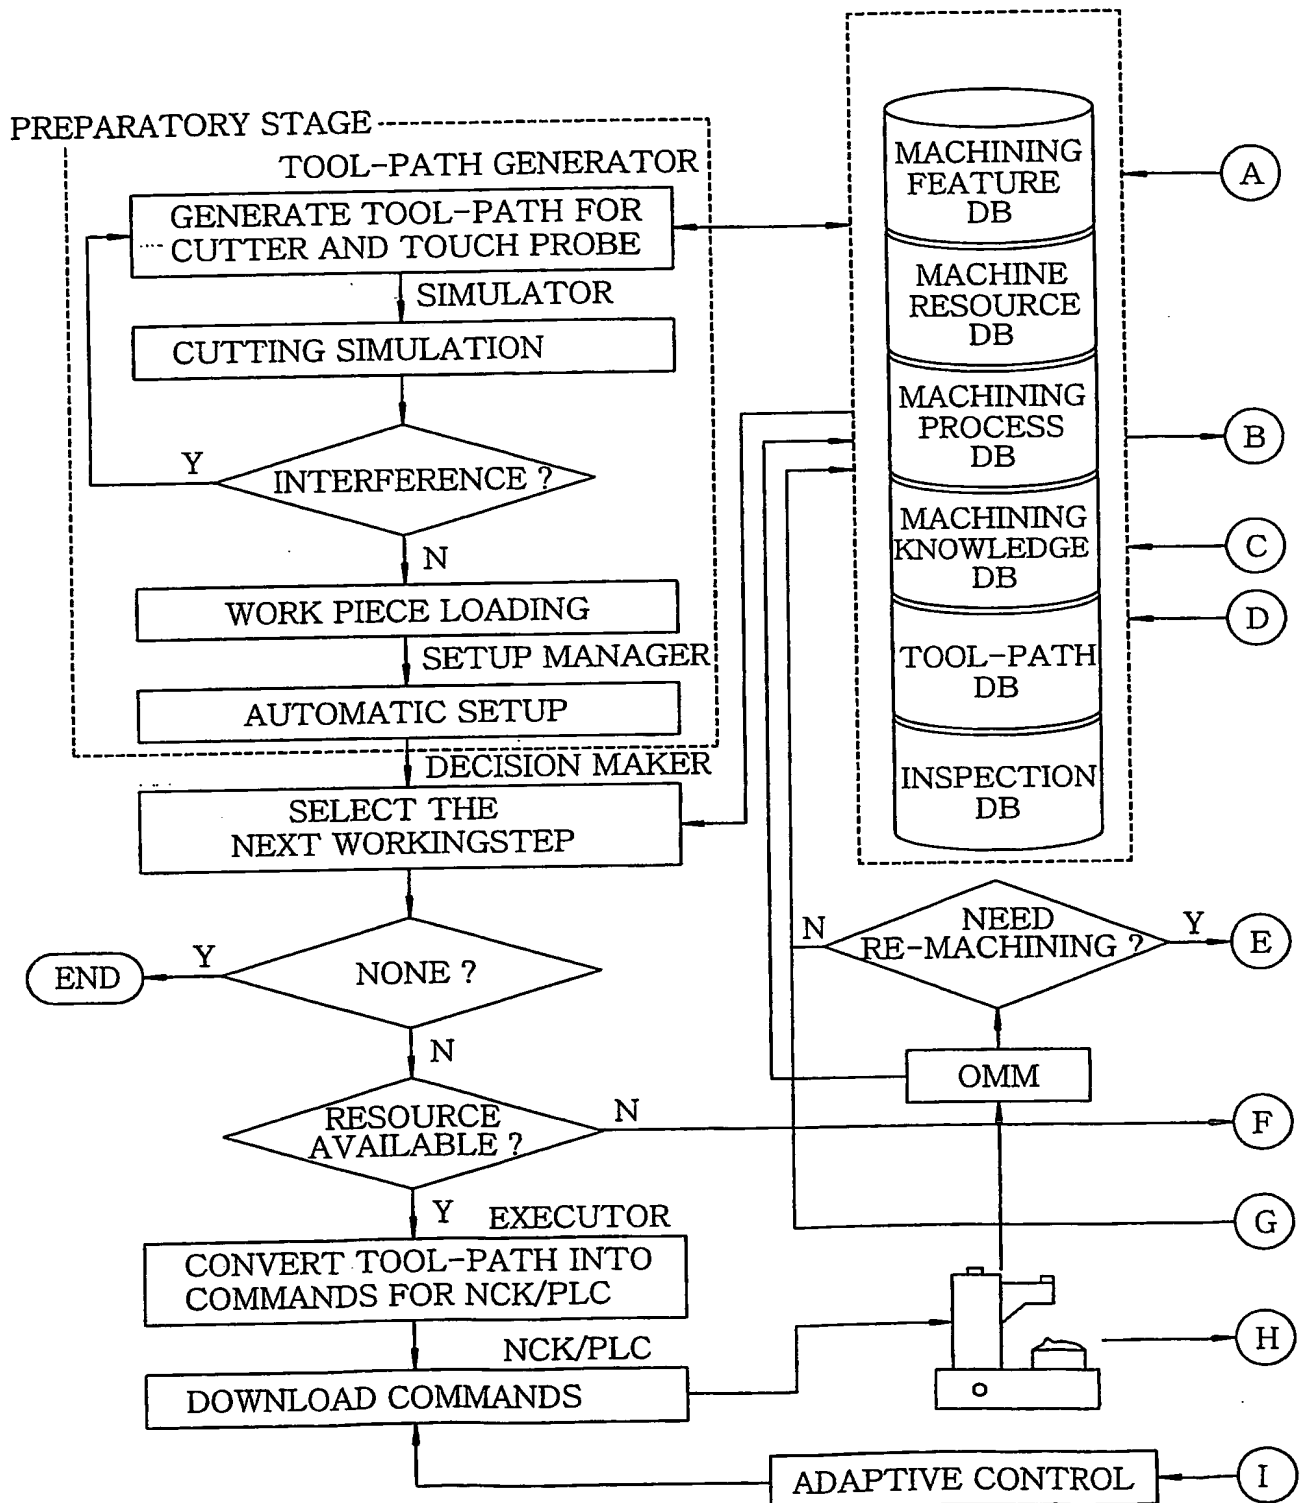 PREPARATORY STAGE
TOOL-PATH GENERATOR
GENERATE TOOL-PATH FOR
CUTTER AND TOUCH PROBE
SIMULATOR
CUTTING SIMULATION
Y
INTERFERENCE ?
N
WORK PIECE LOADING
SETUP MANAGER
AUTOMATIC SETUP
DECISION MAKER
SELECT THE
NEXT WORKINGSTEP
END
Y
NONE ?
N
RESOURCE
AVAILABLE ?
N
Y
EXECUTOR
CONVERT TOOL-PATH INTO
COMMANDS FOR NCK/PLC
NCK/PLC
DOWNLOAD COMMANDS
MACHINING
FEATURE
DB
MACHINE
RESOURCE
DB
MACHINING
PROCESS
DB
MACHINING
KNOWLEDGE
DB
TOOL-PATH
DB
INSPECTION
DB
N
NEED
RE-MACHINING ?
Y
OMM
ADAPTIVE CONTROL
A
B
C
D
E
F
G
H
I